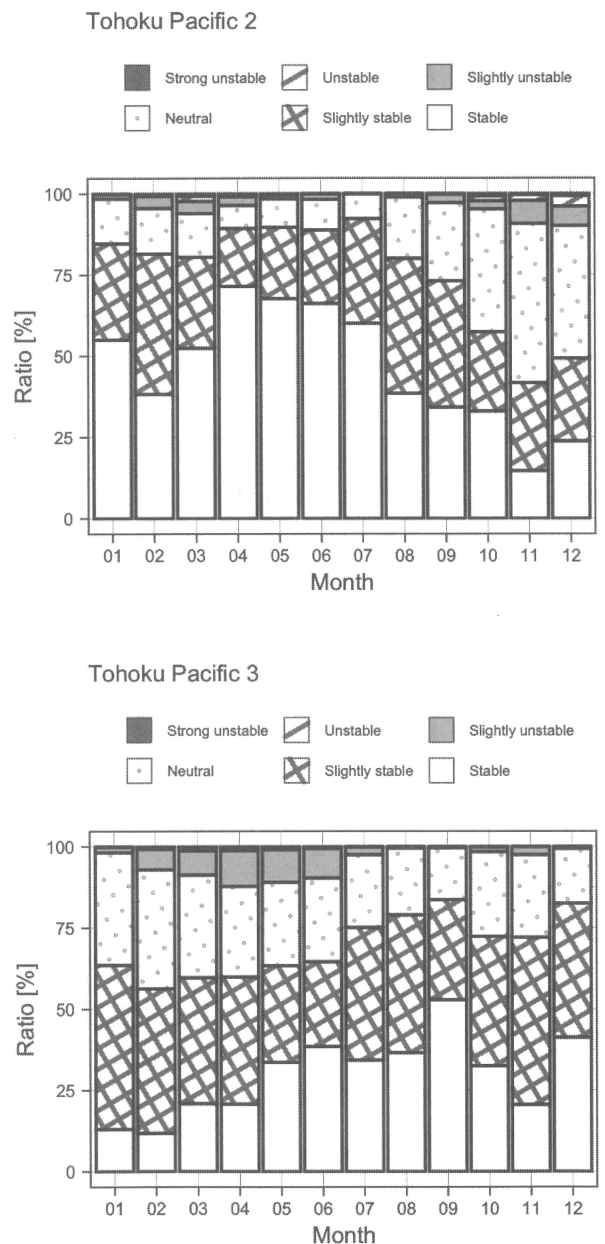 Tohoku Pacific 2
Strong unstable Unstable Slightly unstable
Neutral Slightly stable Stable
100
75
50
25
0
Ratio [%]
01 02 03 04 05 06 07 08 09 10 11 12
Month
Tohoku Pacific 3
Strong unstable Unstable Slightly unstable
Neutral Slightly stable Stable
100
75
50
25
0
Ratio [%]
01 02 03 04 05 06 07 08 09 10 11 12
Month